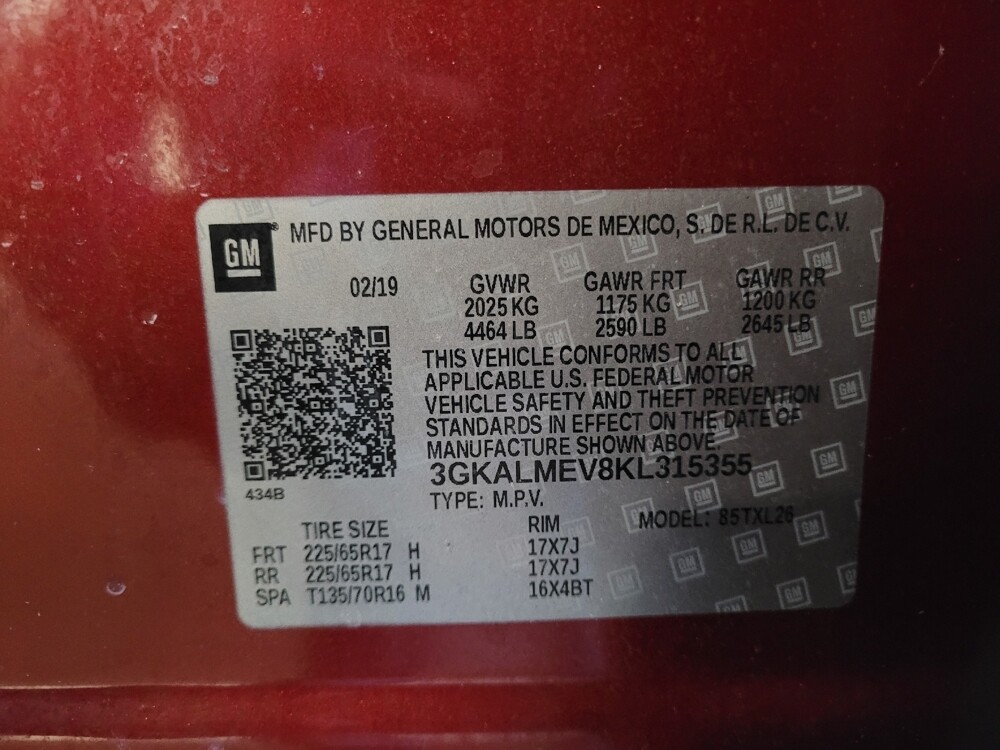 GM MFD BY GENERAL MOTORS DE MEXICO, S. DE R.L. DE C.V.
02/19 GVWR GAWR FRT GAWR RR
2025 KG 1175 KG 1200 KG
4464 LB 2590 LB 2645 LB
THIS VEHICLE CONFORMS TO ALL
APPLICABLE U.S. FEDERAL MOTOR
VEHICLE SAFETY AND THEFT PREVENTION
STANDARDS IN EFFECT ON THE DATE OF
MANUFACTURE SHOWN ABOVE.
3GKALMEV8KL315355
434B
TYPE: M.P.V.
TIRE SIZE RIM MODEL: 85TXL26
FRT 225/65R17 H 17X7J
RR 225/65R17 H 17X7J
SPA T135/70R16 M 16X4BT